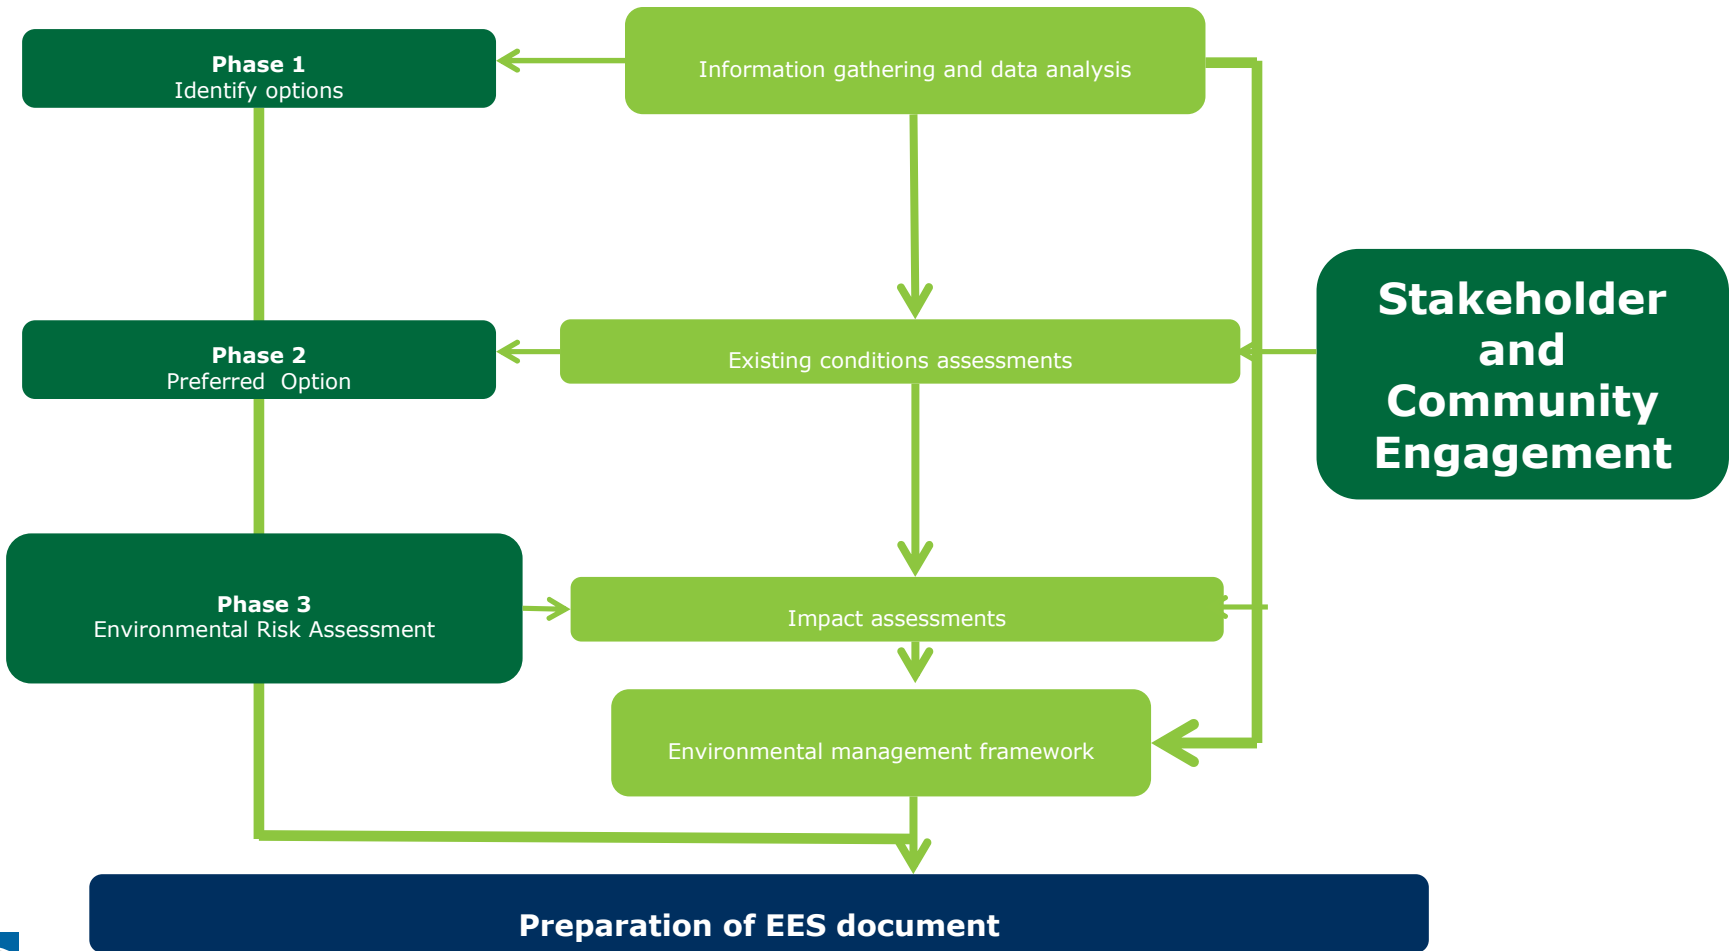 Phase 1
Identify options
Information gathering and data analysis
Phase 2
Preferred  Option
Existing conditions assessments
Stakeholder
and
Community
Engagement
Phase 3
Environmental Risk Assessment
Impact assessments
Environmental management framework
Preparation of EES document